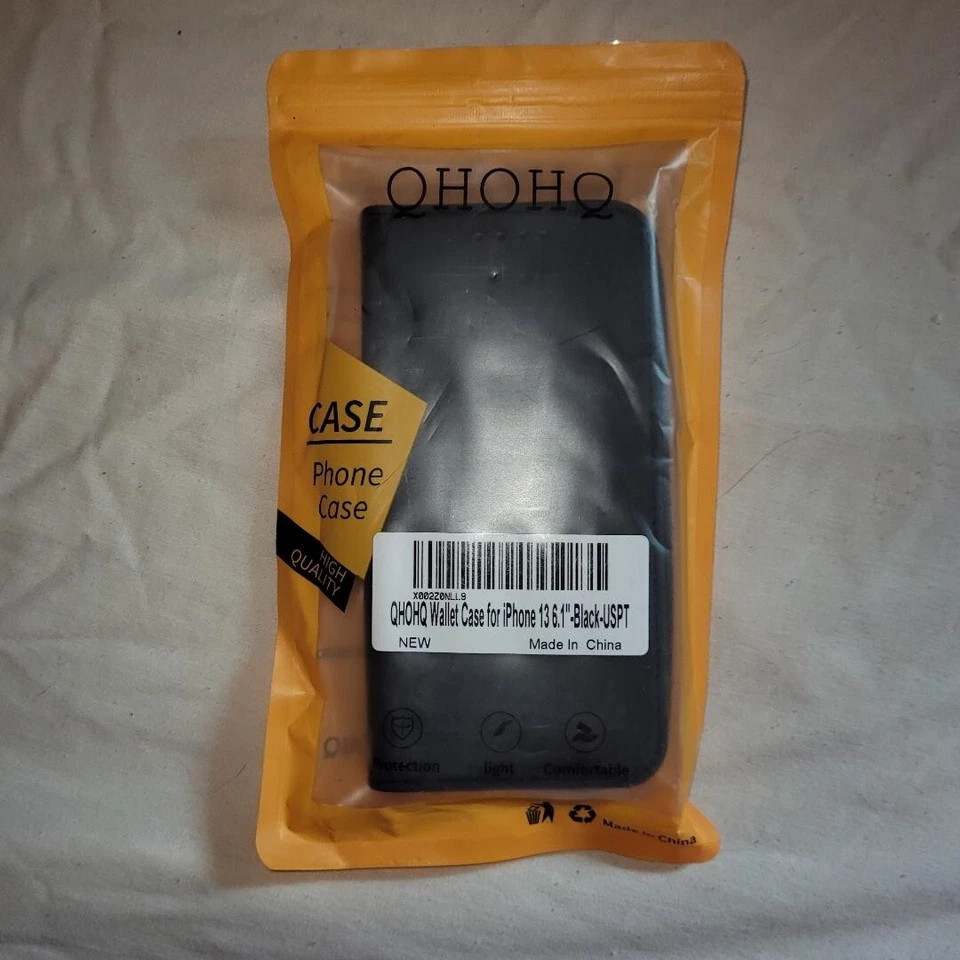 QHOHQ
CASE
Phone
Case
HIGH
QUALITY
X002Z0NLL9
QHOHQ Wallet Case for iPhone 13 6.1"-Black-USPT
NEW Made In China
Protection light Comfortable
Made in China